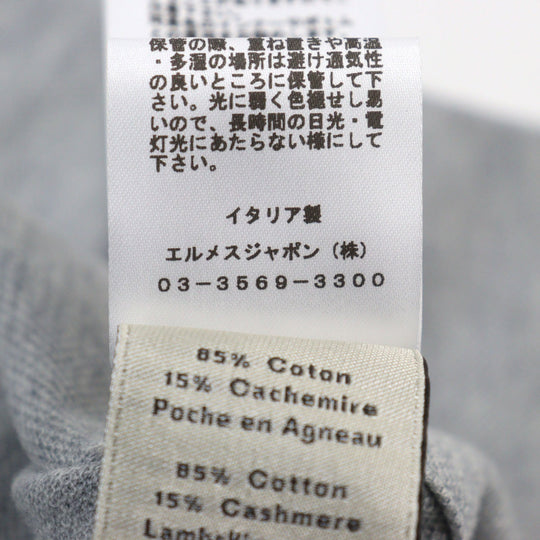 保管の際、重ね置きや高温
・多湿の場所は避け通気性
の良いところに保管して下
さい。光に弱く色褪せし易
いので、長時間の日光・電
灯光にあたらない様にして
下さい。
イタリア製
エルメスジャポン（株）
03-3569-3300
85% Coton
15% Cachemire
Poche en Agneau
85% Cotton
15% Cashmere